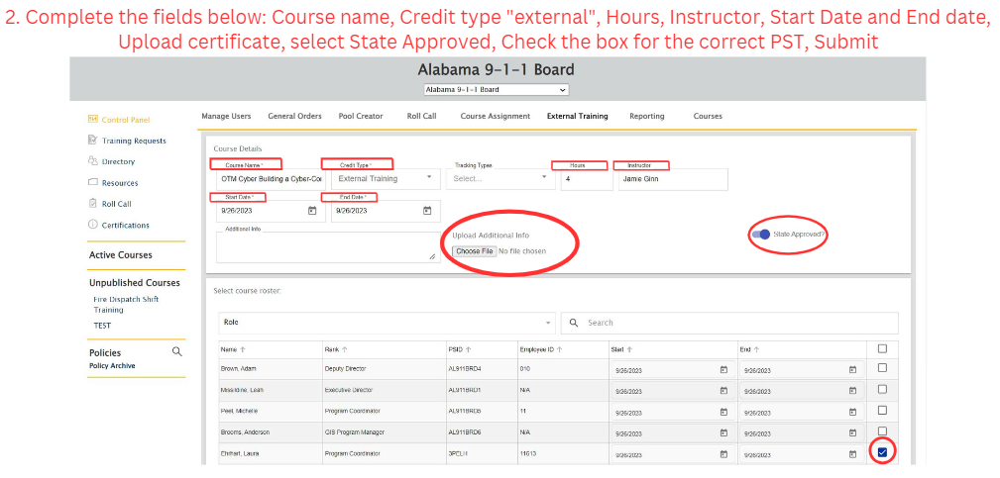 2. Complete the fields below: Course name, Credit type "external", Hours, Instructor, Start Date and End date,
Upload certificate, select State Approved, Check the box for the correct PST, Submit
Alabama 9-1-1 Board
Alabama 9-1-1 Board
Control Panel
Training Requests
Directory
Resources
Roll Call
Certifications
Active Courses
Unpublished Courses
Fire Dispatch Shift
Training
TEST
Policies
Policy Archive
Manage Users General Orders Pool Creator Roll Call Course Assignment External Training Reporting Courses
Course Details
Course Name * Credit Type * Tracking Types Hours Instructor
OTM Cyber Building a Cyber-Co External Training Select... 4 Jamie Ginn
Start Date * End Date *
9/26/2023 9/26/2023
Additional Info
Upload Additional Info
Choose File No file chosen
State Approved?
Select course roster:
Role Search
Name ↑ Rank ↑ PSID ↑ Employee ID ↑ Start ↑ End ↑
Brown, Adam Deputy Director AL911BRD4 010 9/26/2023 9/26/2023
Missildine, Leah Executive Director AL911BRD1 N/A 9/26/2023 9/26/2023
Peel, Michelle Program Coordinator AL911BRD5 11 9/26/2023 9/26/2023
Brooms, Anderson GIS Program Manager AL911BRD6 N/A 9/26/2023 9/26/2023
Ehrhart, Laura Program Coordinator 3PELH 11613 9/26/2023 9/26/2023